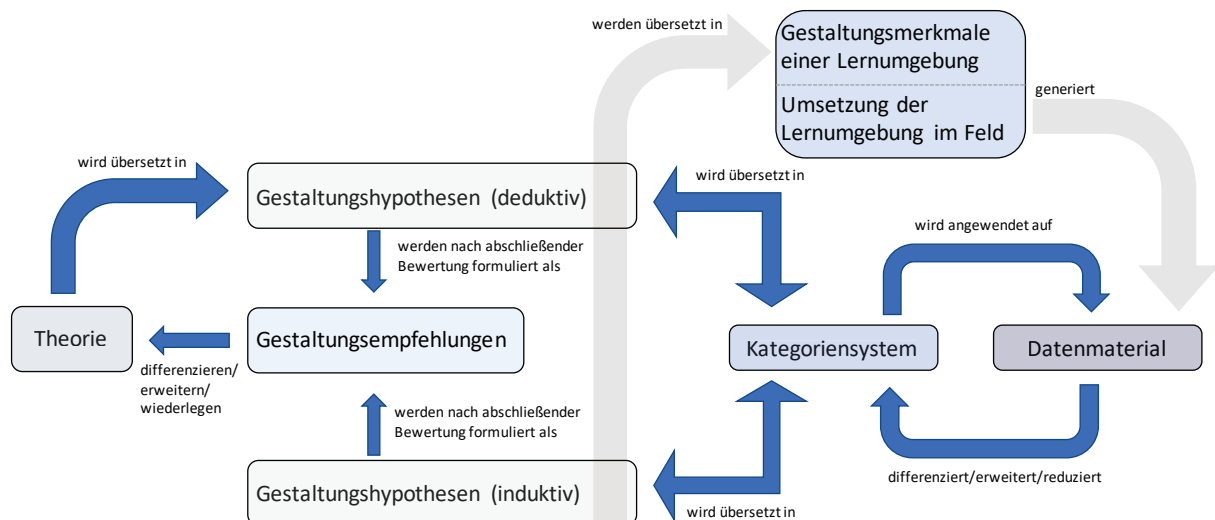 werden übersetzt in
Gestaltungsmerkmale
einer Lernumgebung
Umsetzung der
Lernumgebung im Feld
generiert
wird übersetzt in
Gestaltungshypothesen (deduktiv)
wird übersetzt in
werden nach abschließender
Bewertung formuliert als
wird angewendet auf
Theorie
Gestaltungsempfehlungen
Kategoriensystem
Datenmaterial
differenzieren/
erweitern/
wiederlegen
werden nach abschließender
Bewertung formuliert als
differenziert/erweitert/reduziert
Gestaltungshypothesen (induktiv)
wird übersetzt in